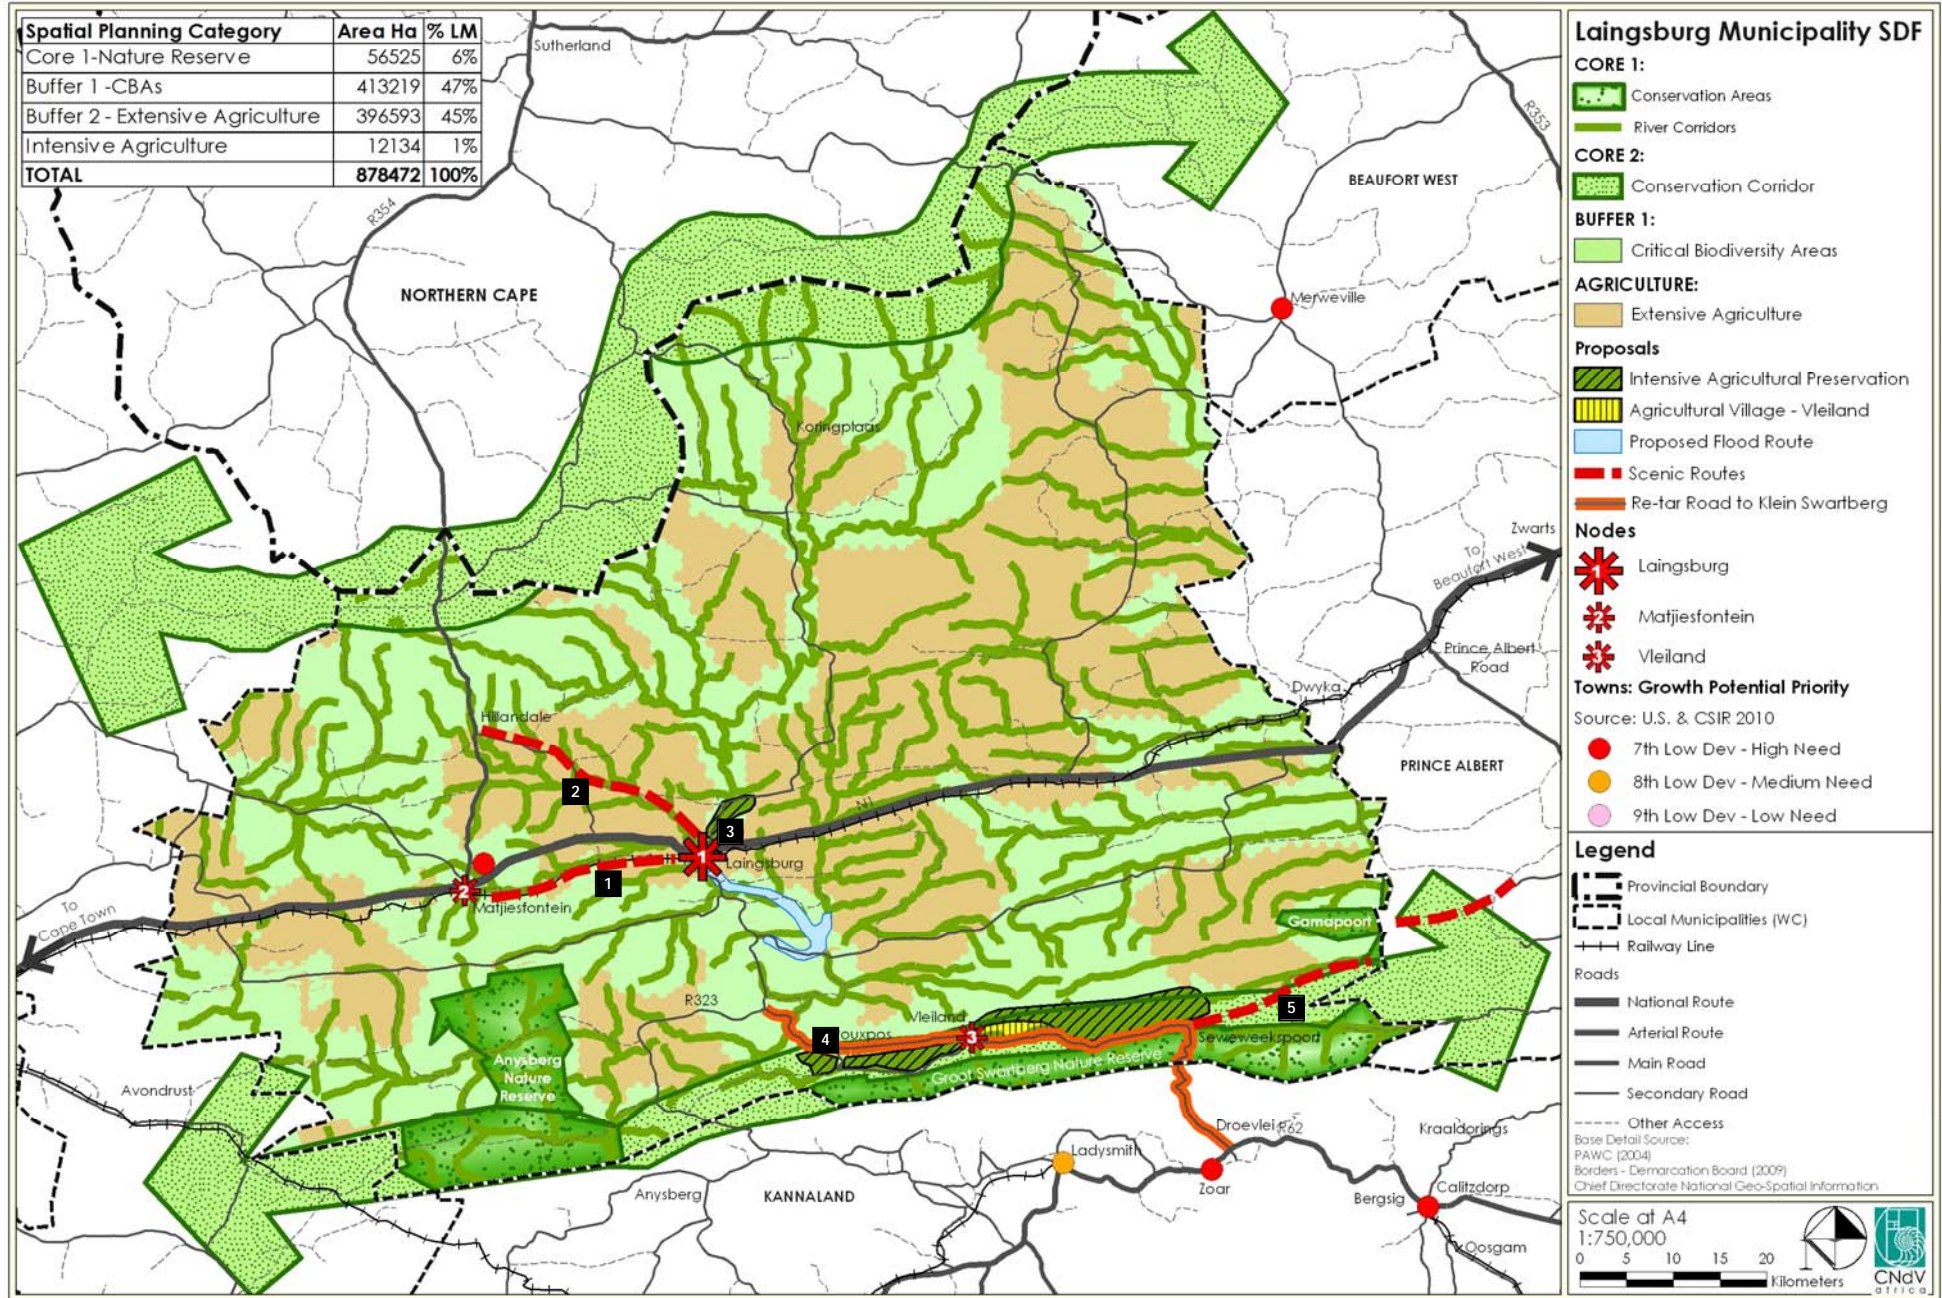 Spatial Planning Category Area Ha % LM
Core 1-Nature Reserve 56525 6%
Buffer 1 -CBAs 413219 47%
Buffer 2 - Extensive Agriculture 396593 45%
Intensive Agriculture 12134 1%
TOTAL 878472 100%
Sutherland
R353
R354
BEAUFORT WEST
NORTHERN CAPE
Merweville
Koringplaas
Zwarts
To
Beaufort West
Prince Albert
Road
Dwyka
Hillandale
PRINCE ALBERT
2
N1
3
1
Laingsburg
1
2
Matjiesfontein
To
Cape Town
Gamapoort
R323
Vleiland
5
4
ouxpos
3
Seweweekspoort
Groot Swartberg Nature Reserve
Anysberg
Nature
Reserve
Avondrust
Droevlei
R62
Kraaldorings
Ladysmith
Zoar
Anysberg
KANNALAND
Bergsig
Calitzdorp
Oosgam
Laingsburg Municipality SDF
CORE 1:
Conservation Areas
River Corridors
CORE 2:
Conservation Corridor
BUFFER 1:
Critical Biodiversity Areas
AGRICULTURE:
Extensive Agriculture
Proposals
Intensive Agricultural Preservation
Agricultural Village - Vleiland
Proposed Flood Route
Scenic Routes
Re-tar Road to Klein Swartberg
Nodes
1 Laingsburg
2 Matjiesfontein
3 Vleiland
Towns: Growth Potential Priority
Source: U.S. & CSIR 2010
7th Low Dev - High Need
8th Low Dev - Medium Need
9th Low Dev - Low Need
Legend
Provincial Boundary
Local Municipalities (WC)
Railway Line
Roads
National Route
Arterial Route
Main Road
Secondary Road
Other Access
Base Detail Source:
PAWC (2004)
Borders - Demarcation Board (2009)
Chief Directorate National Geo-Spatial Information
Scale at A4
1:750,000
0 5 10 15 20
Kilometers
CNdV
africa